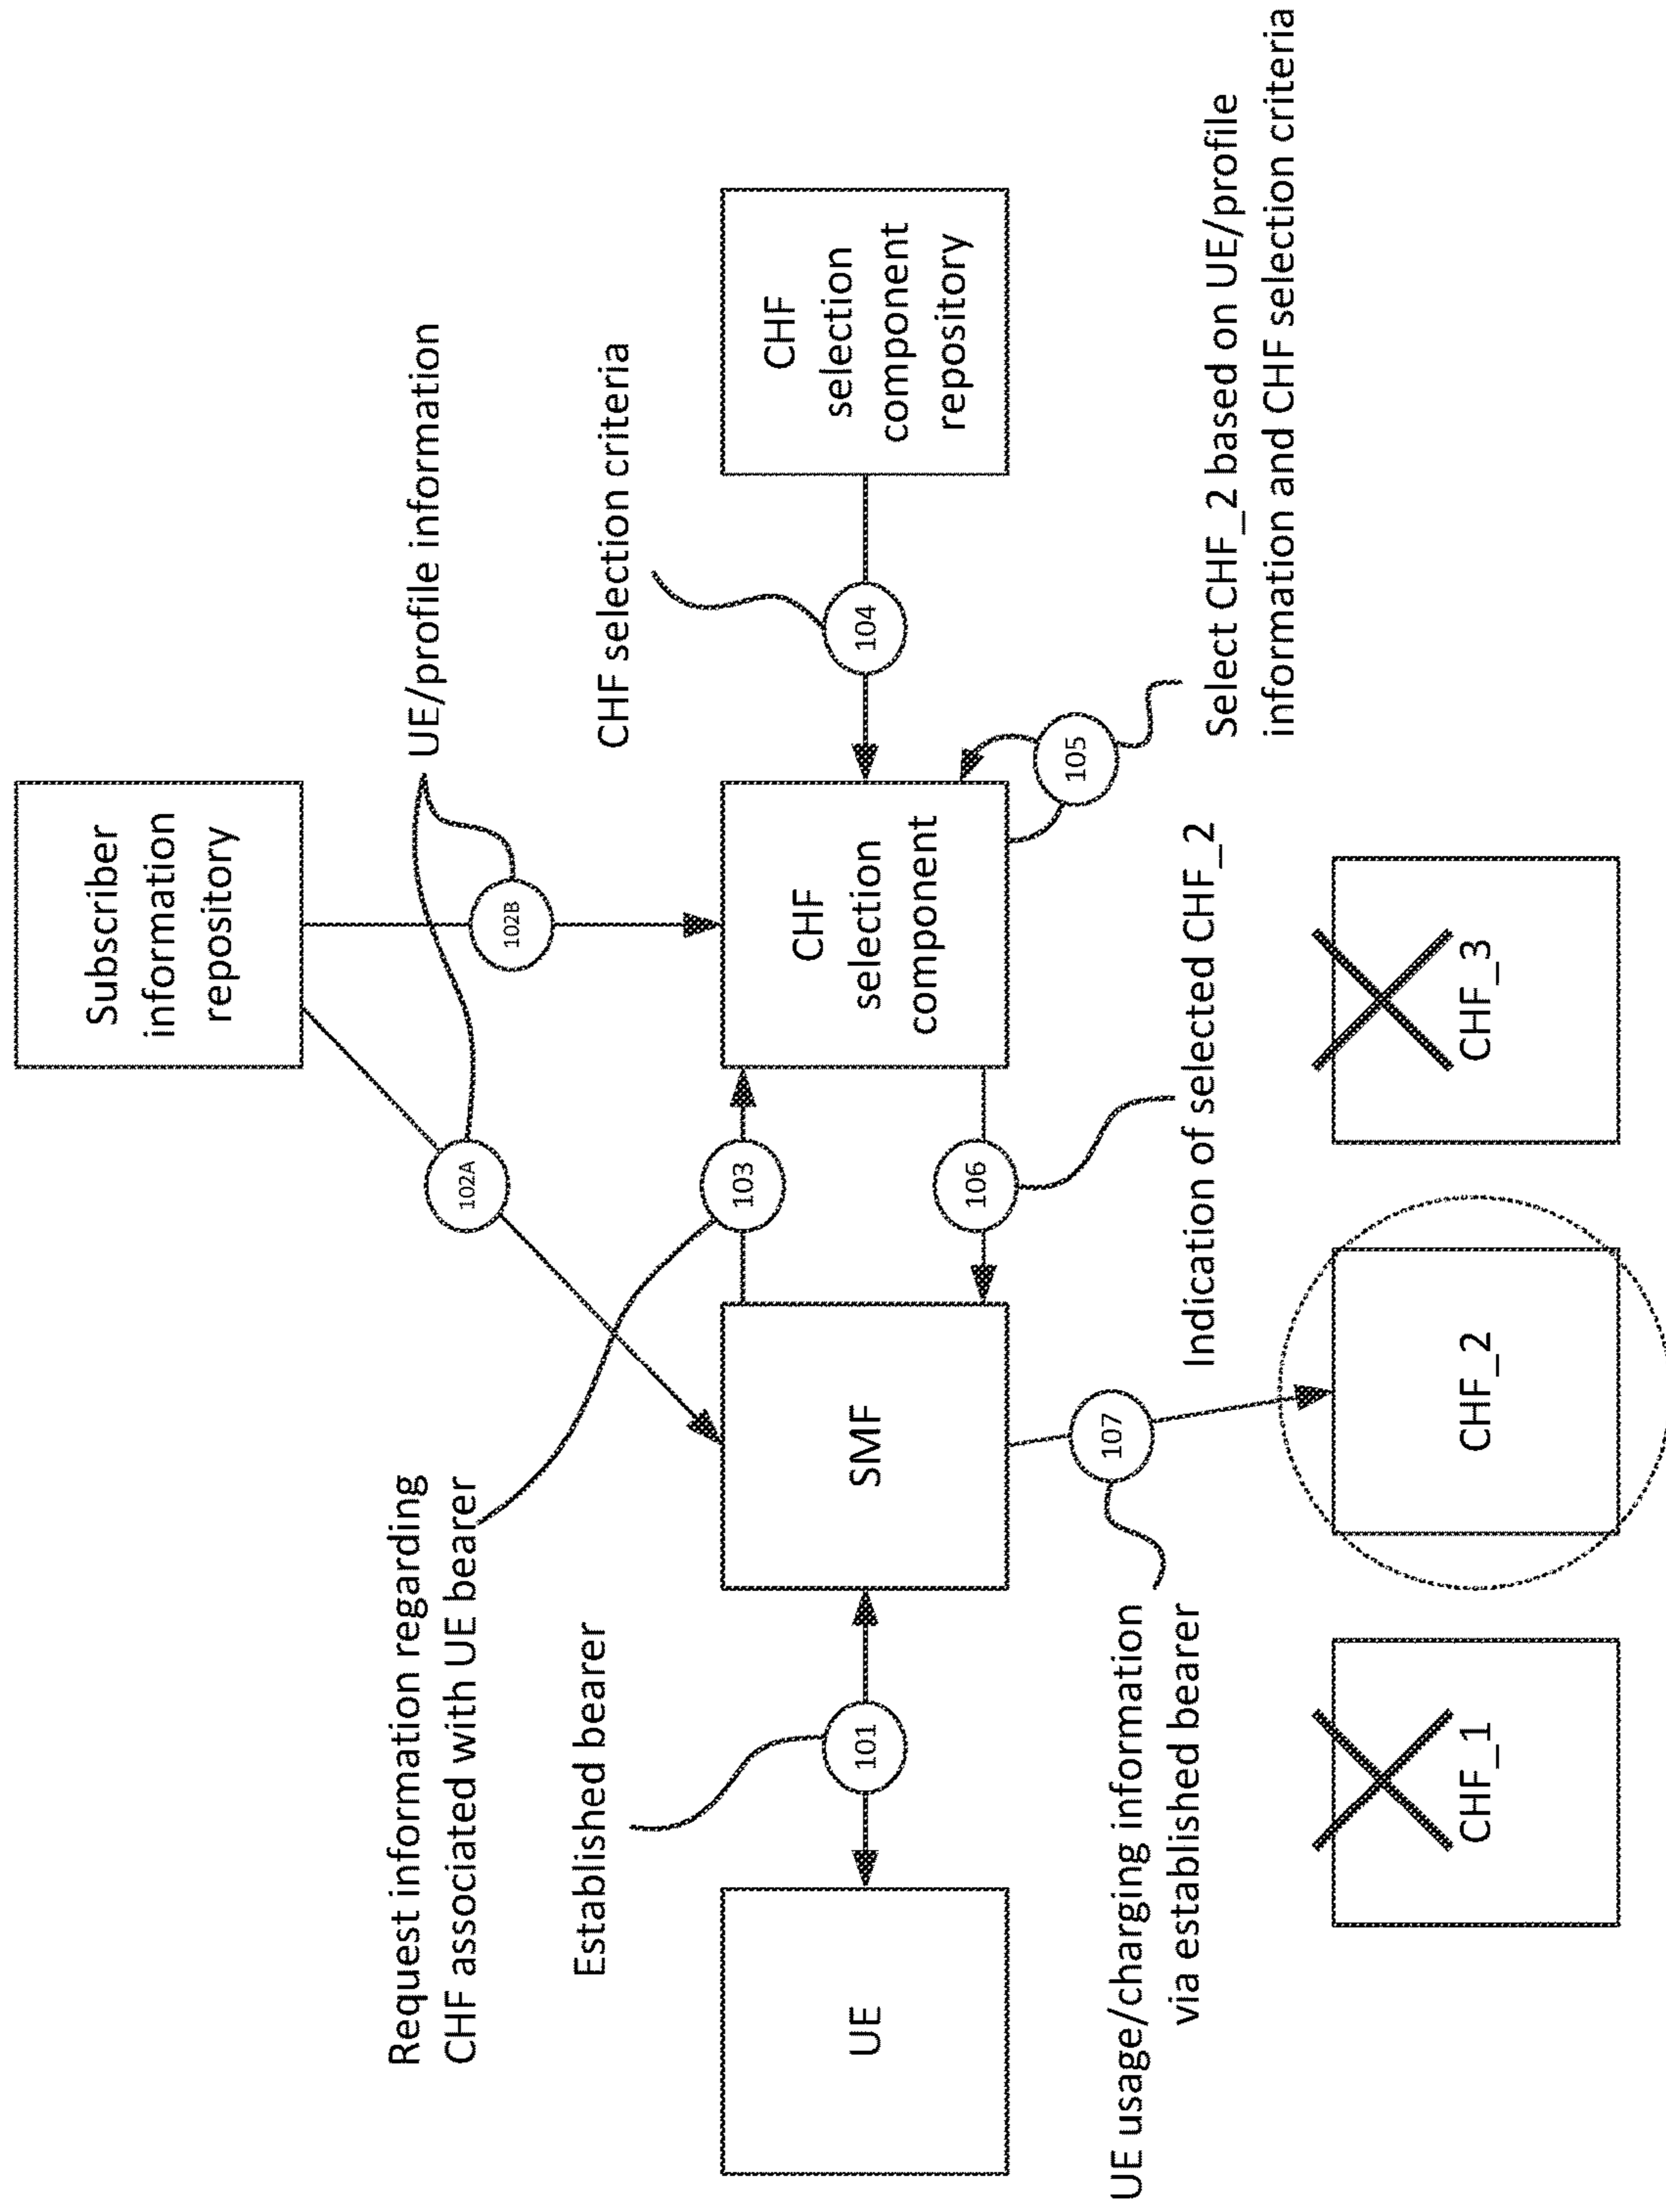 Subscriber
information
repository
UE/profile information
102A
102B
Request information regarding
CHF associated with UE bearer
CHF selection criteria
Established bearer
103
104
UE
101
SMF
CHF
selection
component
CHF
selection
component
repository
106
105
107
UE usage/charging information
via established bearer
Indication of selected CHF_2
Select CHF_2 based on UE/profile
information and CHF selection criteria
CHF_1
CHF_2
CHF_3